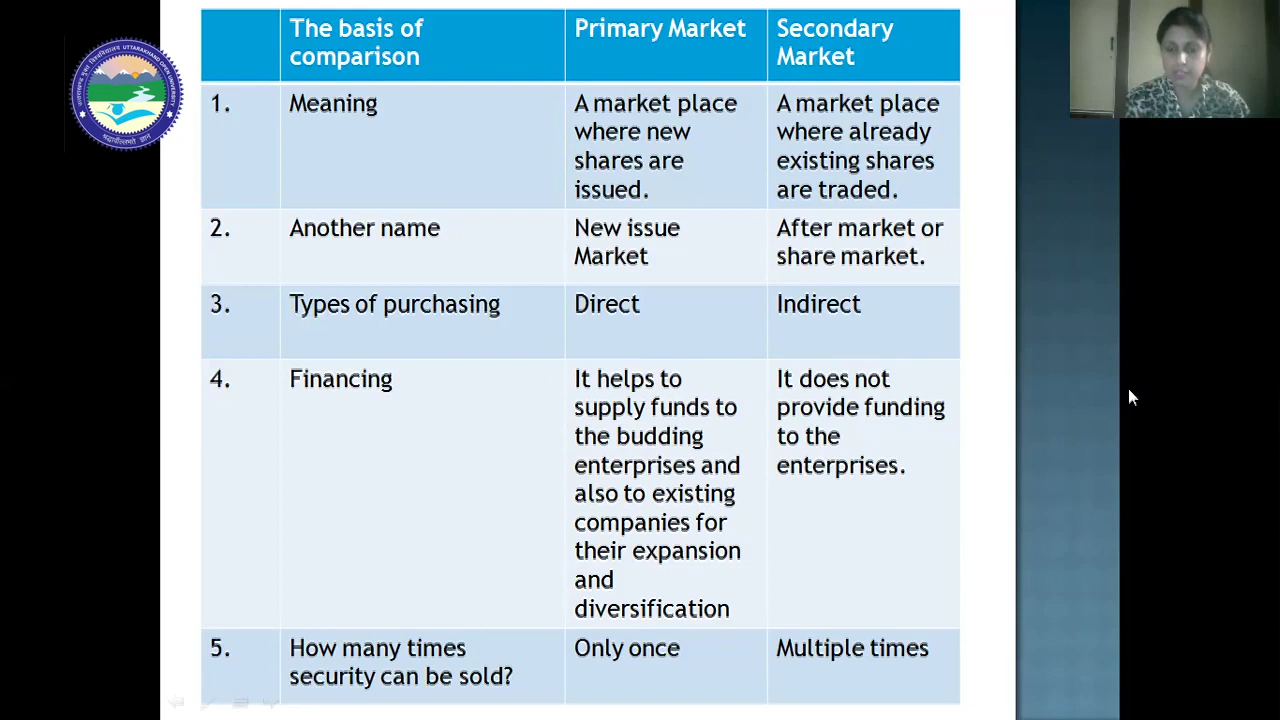 The basis of
comparison
Primary Market
Secondary
Market
1.
Meaning
A market place
where new
shares are
issued.
A market place
where already
existing shares
are traded.
2.
Another name
New issue
Market
After market or
share market.
3.
Types of purchasing
Direct
Indirect
4.
Financing
It helps to
supply funds to
the budding
enterprises and
also to existing
companies for
their expansion
and
diversification
It does not
provide funding
to the
enterprises.
5.
How many times
security can be sold?
Only once
Multiple times
UTTARAKHAND OPEN UNIVERSITY